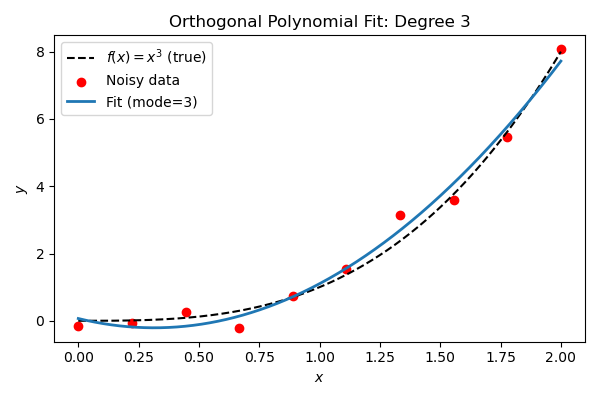 Orthogonal Polynomial Fit: Degree 3
f(x) = x³ (true)
Noisy data
Fit (mode=3)
8
6
4
2
0
y
0.00 0.25 0.50 0.75 1.00 1.25 1.50 1.75 2.00
x